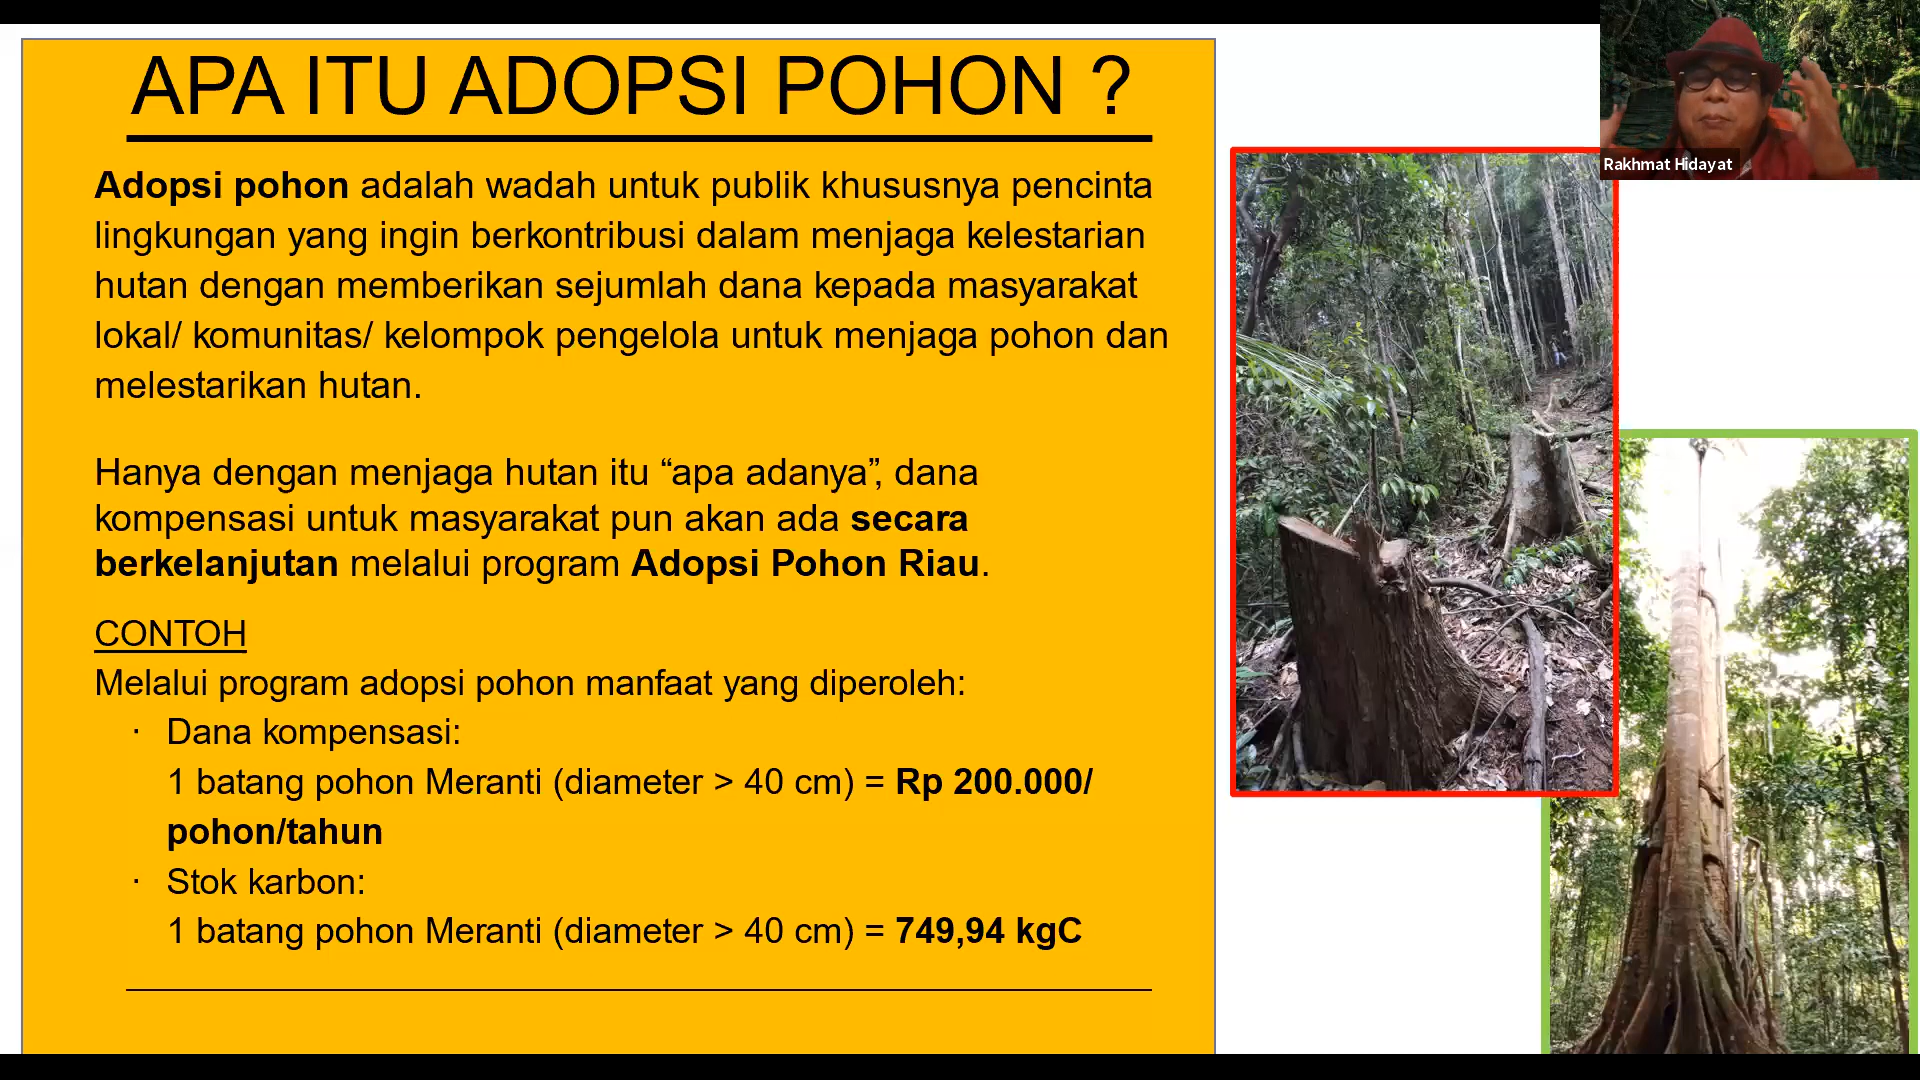 APA ITU ADOPSI POHON ?
Rakhmat Hidayat
Adopsi pohon adalah wadah untuk publik khususnya pencinta
lingkungan yang ingin berkontribusi dalam menjaga kelestarian
hutan dengan memberikan sejumlah dana kepada masyarakat
lokal/ komunitas/ kelompok pengelola untuk menjaga pohon dan
melestarikan hutan.
Hanya dengan menjaga hutan itu “apa adanya”, dana
kompensasi untuk masyarakat pun akan ada secara
berkelanjutan melalui program Adopsi Pohon Riau.
CONTOH
Melalui program adopsi pohon manfaat yang diperoleh:
· Dana kompensasi:
1 batang pohon Meranti (diameter > 40 cm) = Rp 200.000/
pohon/tahun
· Stok karbon:
1 batang pohon Meranti (diameter > 40 cm) = 749,94 kgC